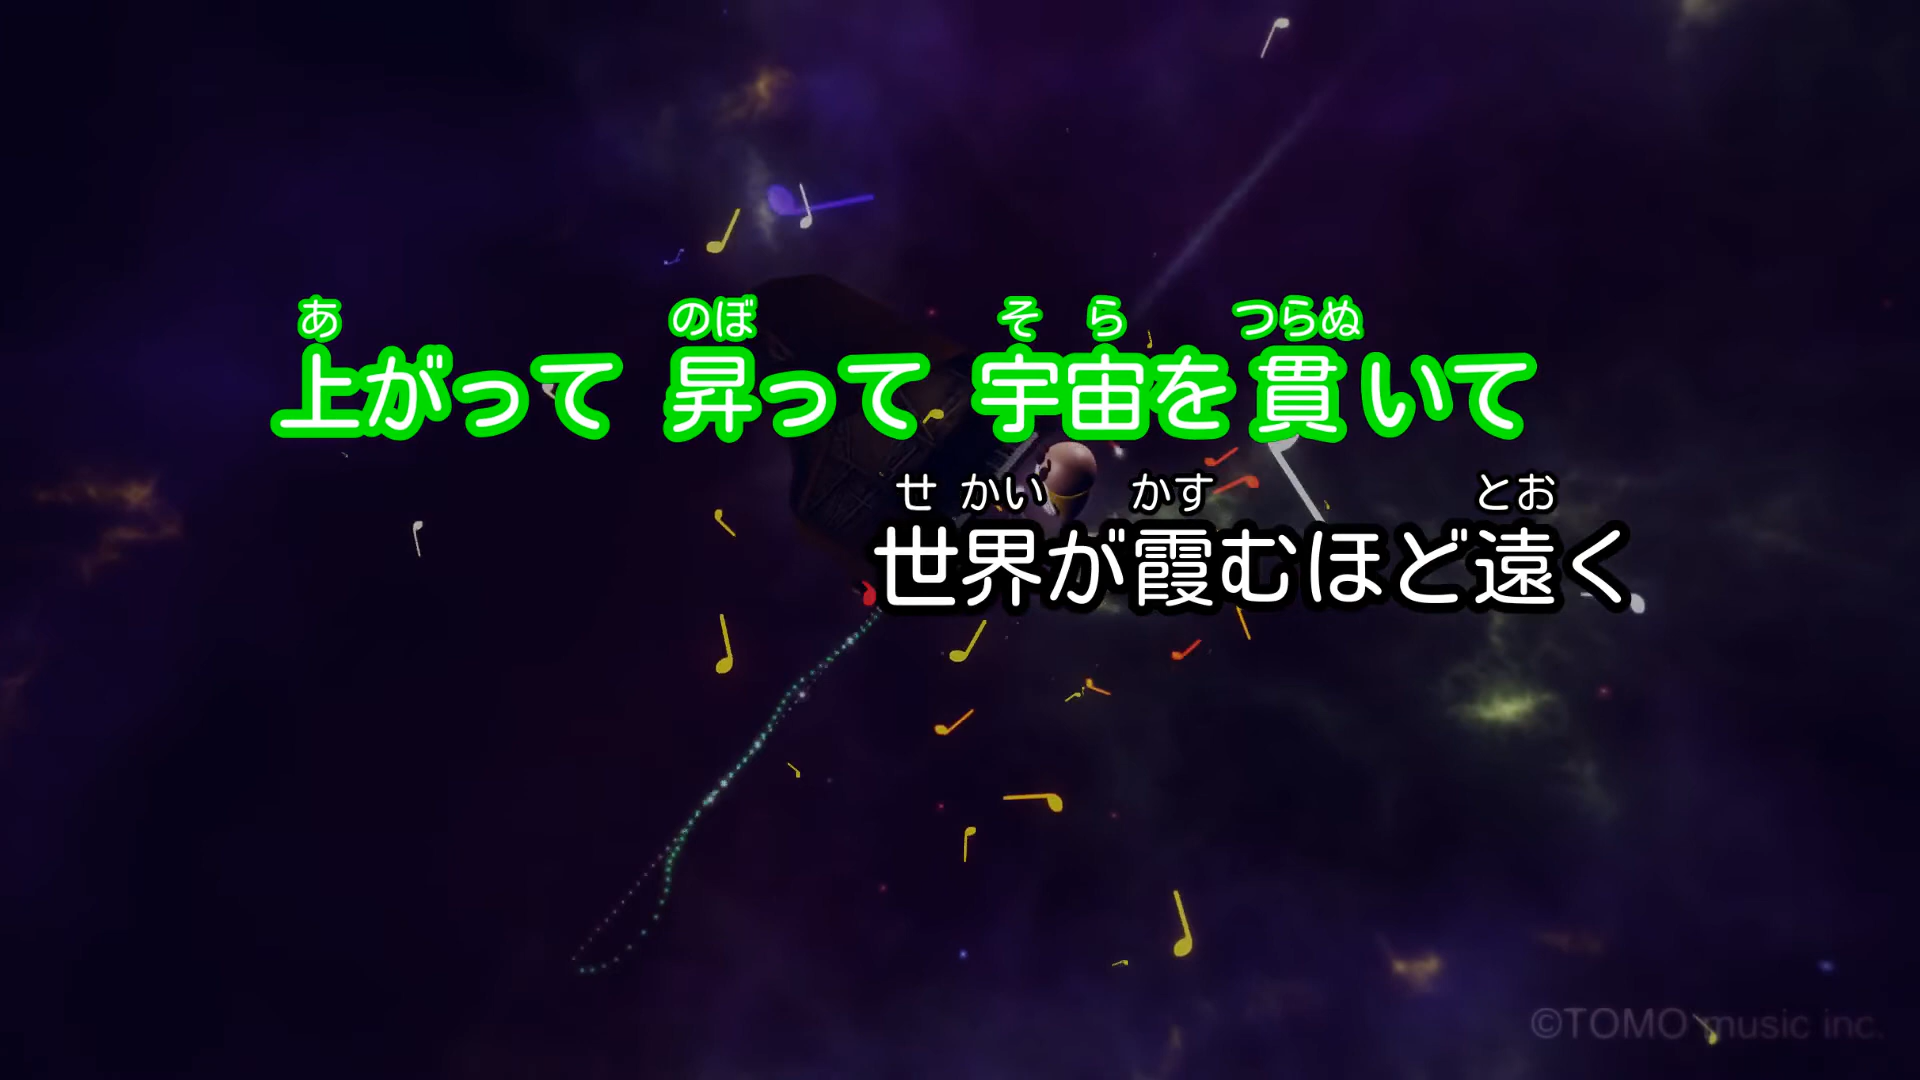 あ のぼ そ ら つらぬ
上がって 昇って 宇宙を貫いて
せ かい かす とお
世界が霞むほど遠く
©TOMO music inc.